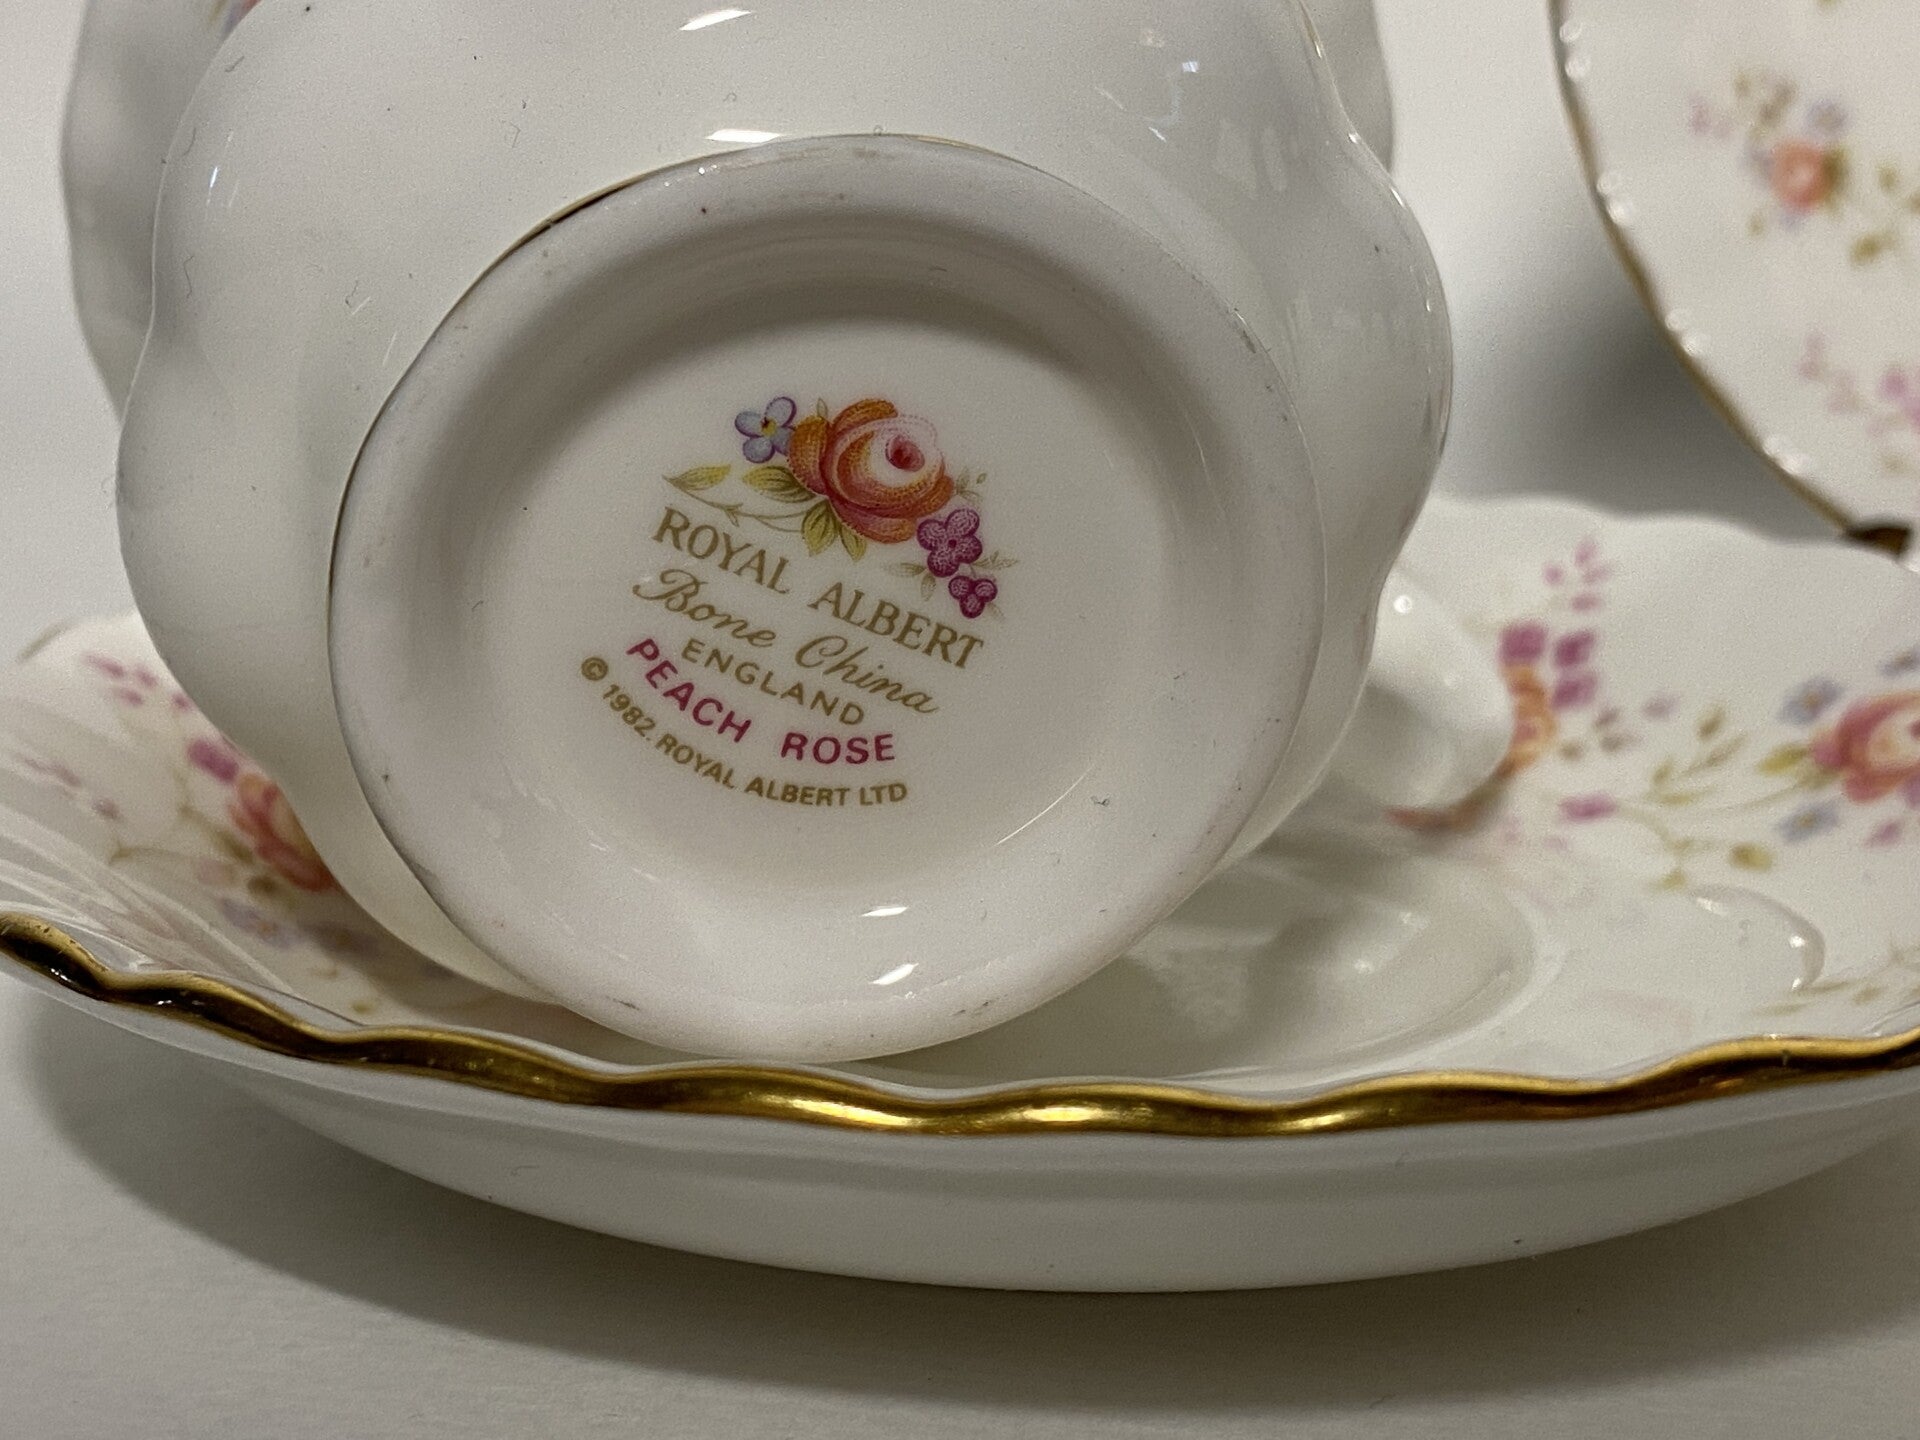 ROYAL ALBERT
Bone China
ENGLAND
PEACH ROSE
© 1982. ROYAL ALBERT LTD